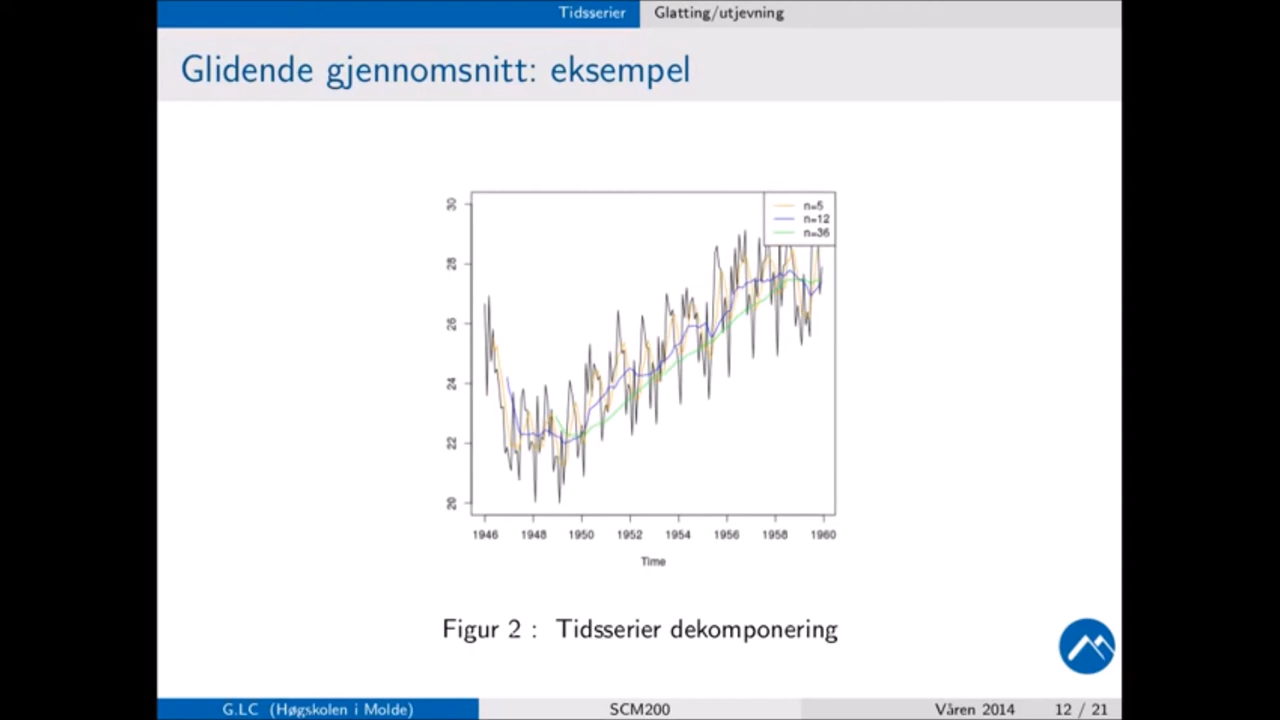 Tidsserier Glatting/utjevning
Glidende gjennomsnitt: eksempel
n=5
n=12
n=36
30
28
26
24
22
20
1946 1948 1950 1952 1954 1956 1958 1960
Time
Figur 2 : Tidsserier dekomponering
G.LC (Høgskolen i Molde) SCM200 Våren 2014 12 / 21